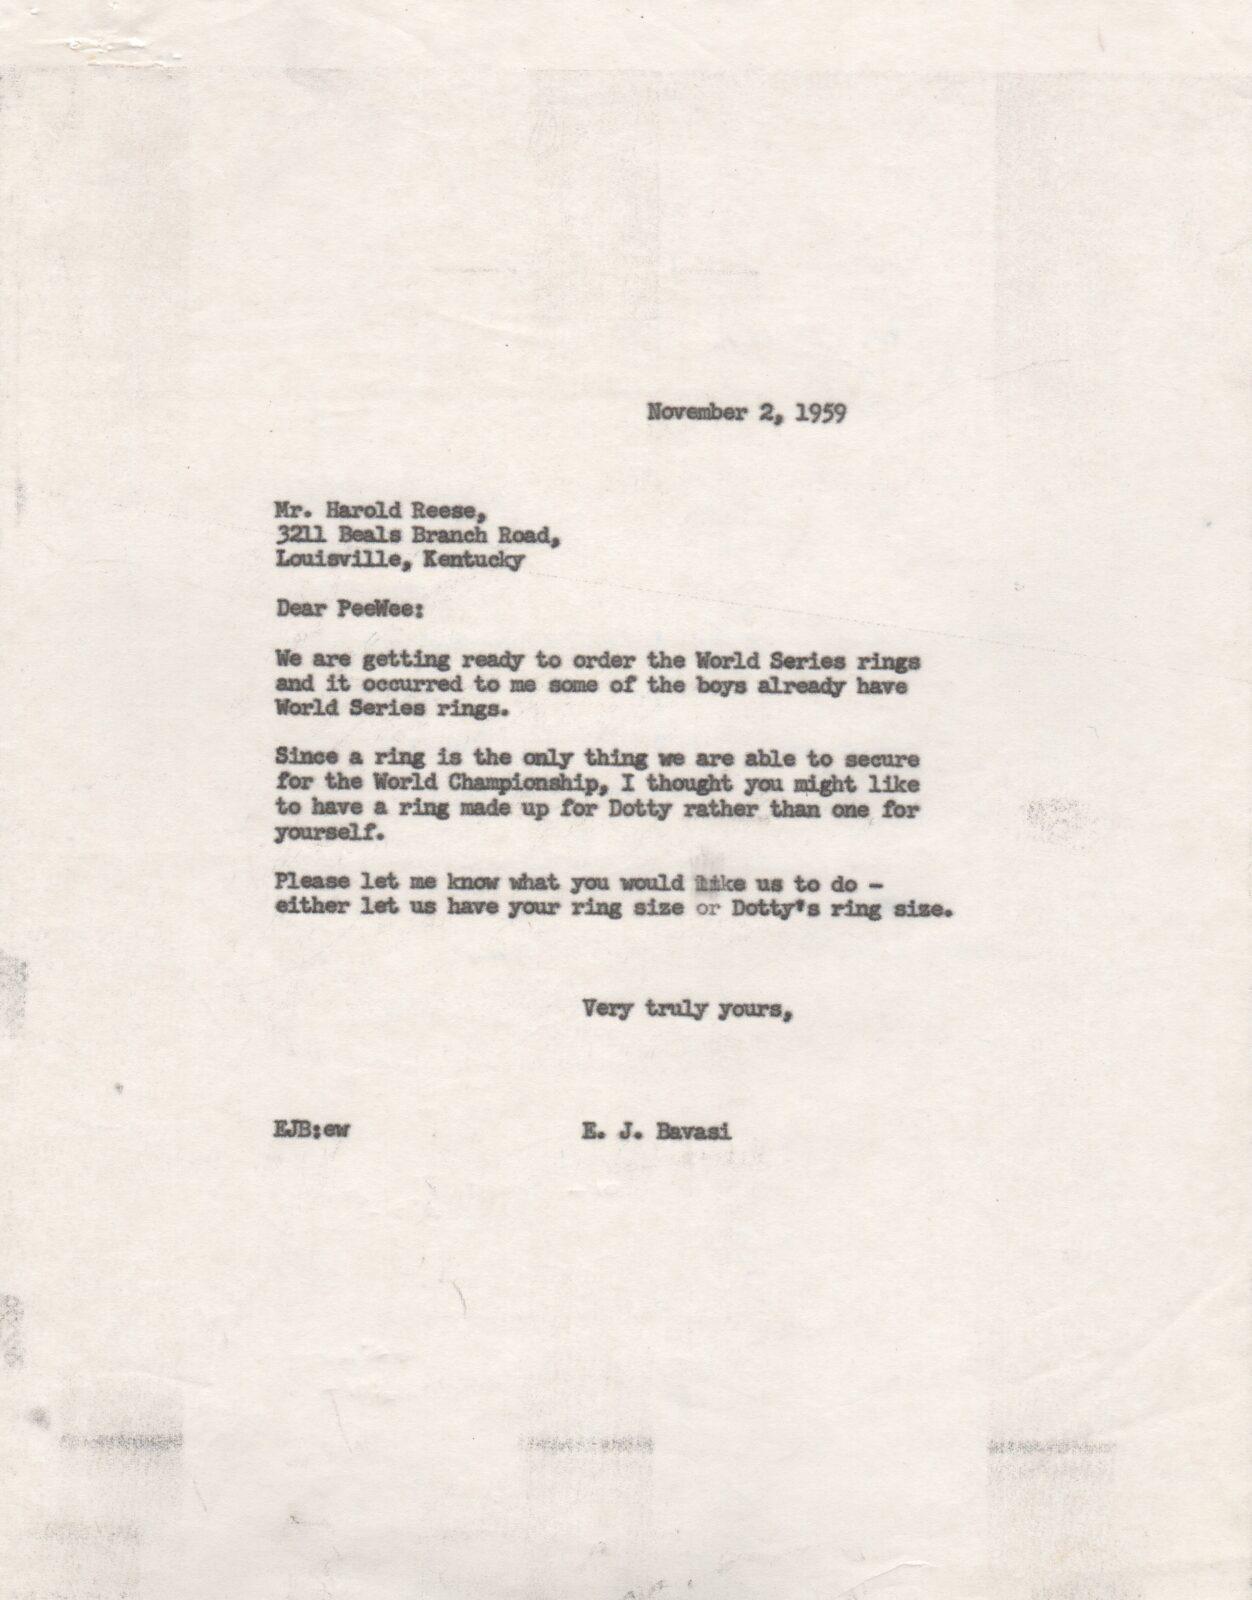 November 2, 1959
Mr. Harold Reese,
3211 Beals Branch Road,
Louisville, Kentucky
Dear PeeWee:
We are getting ready to order the World Series rings
and it occurred to me some of the boys already have
World Series rings.
Since a ring is the only thing we are able to secure
for the World Championship, I thought you might like
to have a ring made up for Dotty rather than one for
yourself.
Please let me know what you would like us to do -
either let us have your ring size or Dotty's ring size.
Very truly yours,
EJB:ew E. J. Bavasi